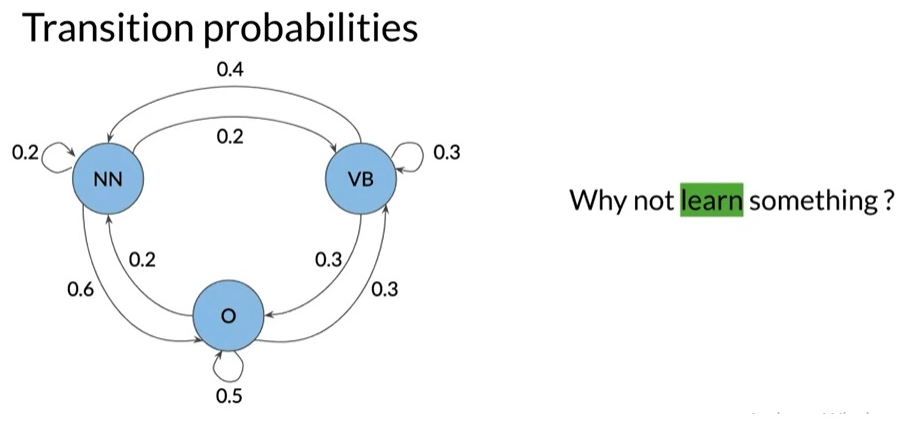 Transition probabilities
0.4
0.2
0.2
0.3
NN
VB
Why not learn something ?
0.2
0.3
0.6
0.3
O
0.5